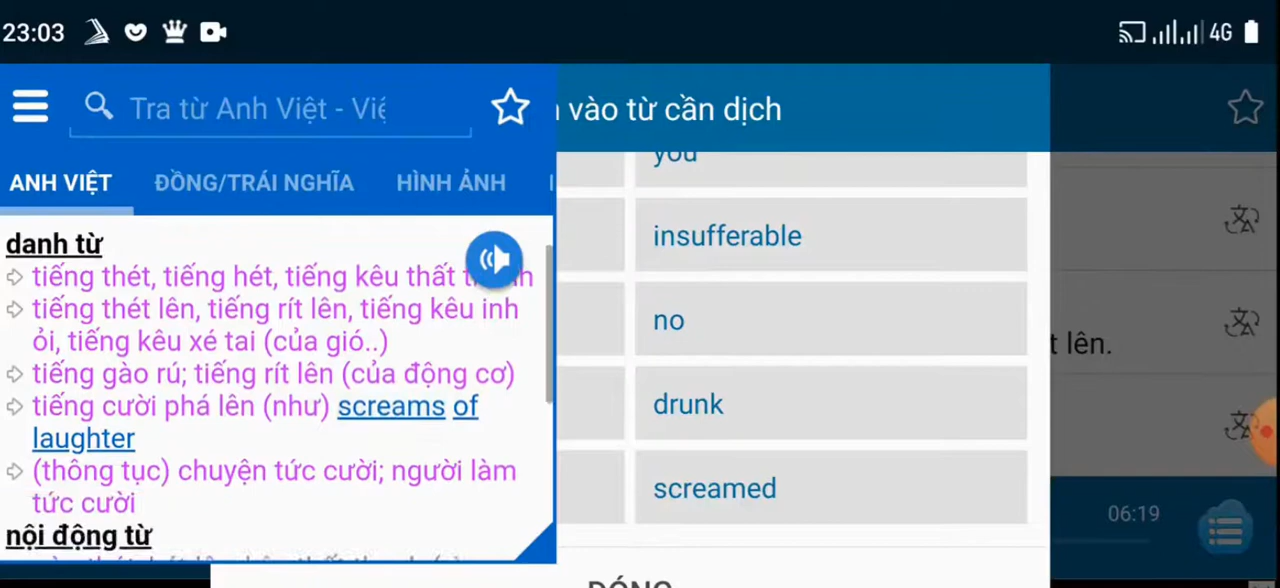 23:03
4G
Tra từ Anh Việt - Việ
vào từ cần dịch
ANH VIỆT ĐỒNG/TRÁI NGHĨA HÌNH ẢNH
danh từ
tiếng thét, tiếng hét, tiếng kêu thất
tiếng thét lên, tiếng rít lên, tiếng kêu inh
ỏi, tiếng kêu xé tai (của gió..)
tiếng gào rú; tiếng rít lên (của động cơ)
tiếng cười phá lên (như) screams of
laughter
(thông tục) chuyện tức cười; người làm
tức cười
nội động từ
you
insufferable
no
drunk
screamed
ĐÓNG
t lên.
06:19